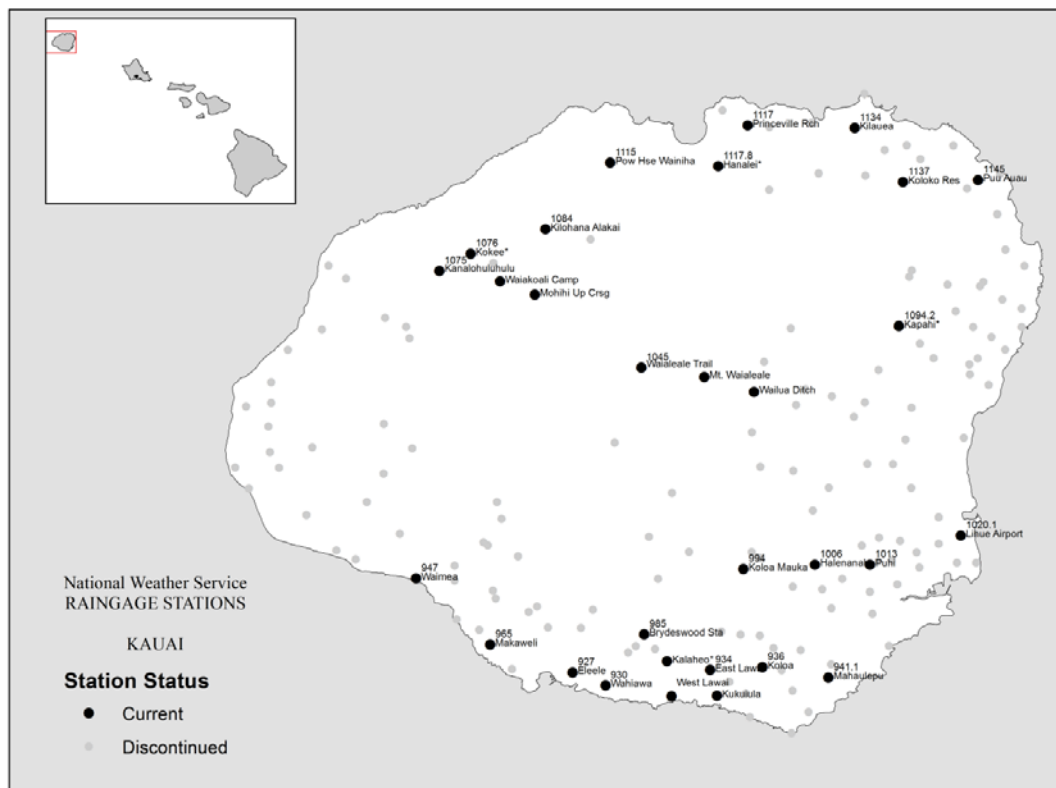 1117
Princeville Rch
1134
Kilauea
1115
Pow Hse Wainiha
1117.8
Hanalei*
1137
Koloko Res
1145
Puu Auau
1084
Kilohana Alakai
1076
Kokee*
1075
Kanalohuluhulu
Waiakoali Camp
Mohihi Up Crsg
1094.2
Kapahi*
1045
Waialeale Trail
Mt. Waialeale
Wailua Ditch
1020.1
Lihue Airport
994
Koloa Mauka
1006
Halenanai
1013
Puhi
947
Waimea
National Weather Service
RAINGAGE STATIONS
KAUAI
965
Makaweli
985
Brydeswood Sta
Kalaheo*
934
East Lawai
936
Koloa
941.1
Mahaulepu
927
Eleele
930
Wahiawa
West Lawai
Kukuiula
Station Status
Current
Discontinued